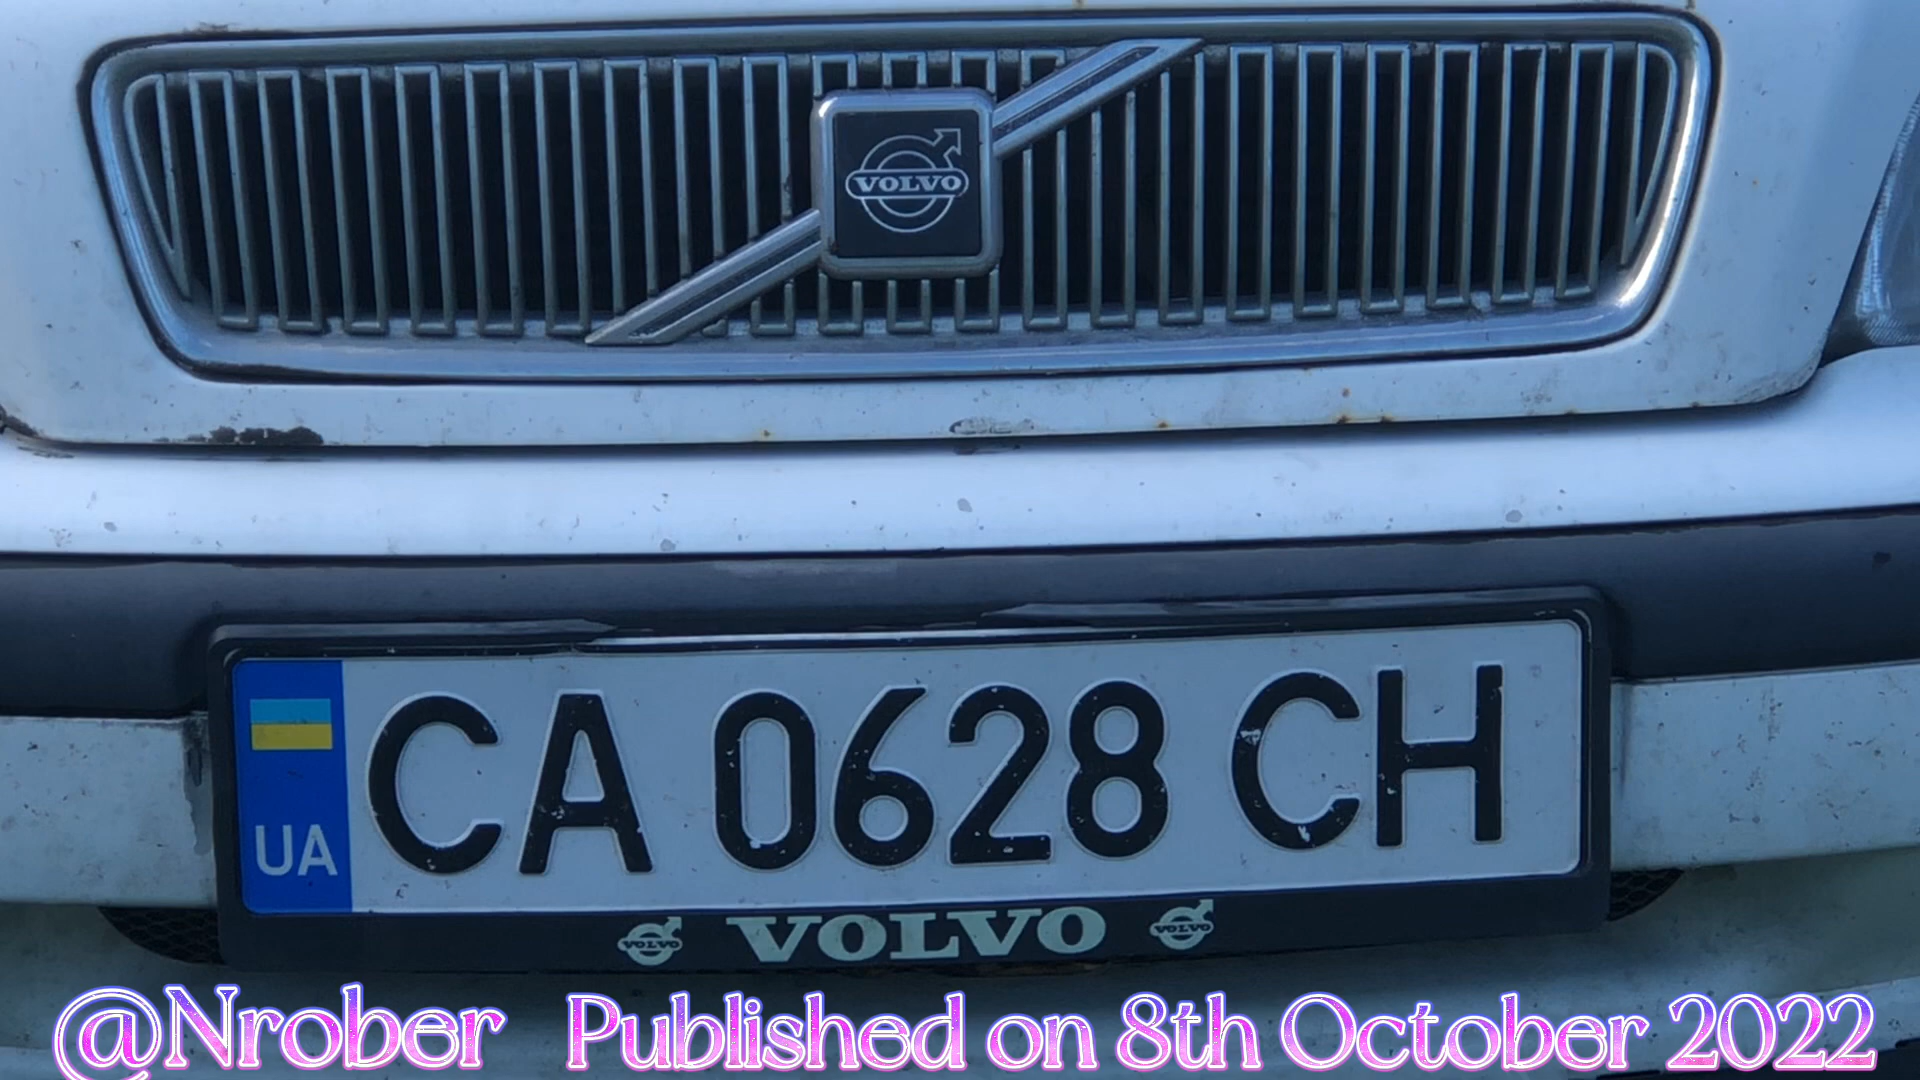 VOLVO
CA 0628 CH
UA
VOLVO VOLVO VOLVO
@Nrober Published on 8th October 2022